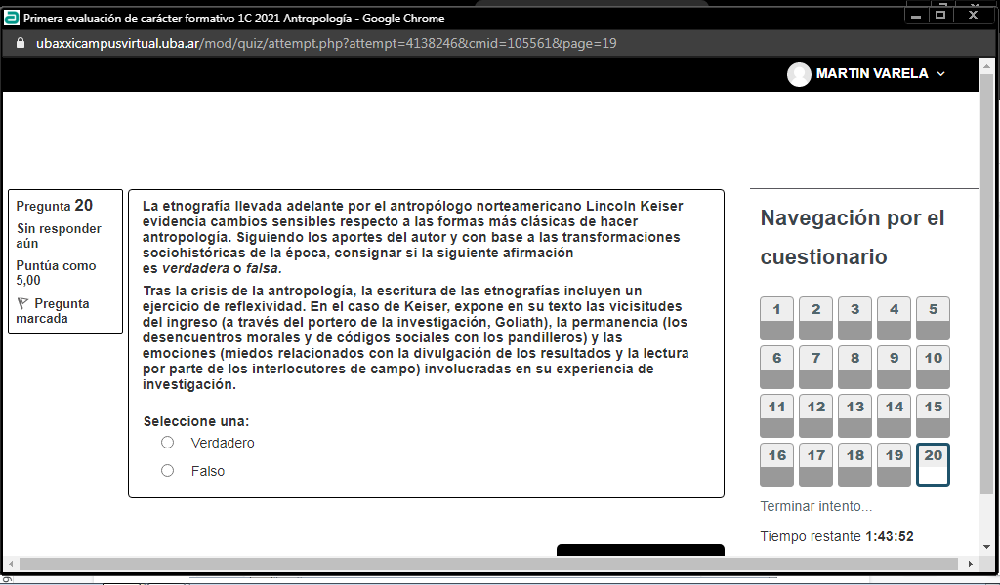 Primera evaluación de carácter formativo 1C 2021 Antropología - Google Chrome
ubaxxicampusvirtual.uba.ar/mod/quiz/attempt.php?attempt=4138246&cmid=105561&page=19
MARTIN VARELA
Pregunta 20
Sin responder
aún
Puntúa como
5,00
Pregunta
marcada
La etnografía llevada adelante por el antropólogo norteamericano Lincoln Keiser
evidencia cambios sensibles respecto a las formas más clásicas de hacer
antropología. Siguiendo los aportes del autor y con base a las transformaciones
sociohistóricas de la época, consignar si la siguiente afirmación
es verdadera o falsa.
Tras la crisis de la antropología, la escritura de las etnografías incluyen un
ejercicio de reflexividad. En el caso de Keiser, expone en su texto las vicisitudes
del ingreso (a través del portero de la investigación, Goliath), la permanencia (los
desencuentros morales y de códigos sociales con los pandilleros) y las
emociones (miedos relacionados con la divulgación de los resultados y la lectura
por parte de los interlocutores de campo) involucradas en su experiencia de
investigación.
Seleccione una:
Verdadero
Falso
Navegación por el
cuestionario
1 2 3 4 5
6 7 8 9 10
11 12 13 14 15
16 17 18 19 20
Terminar intento...
Tiempo restante 1:43:52